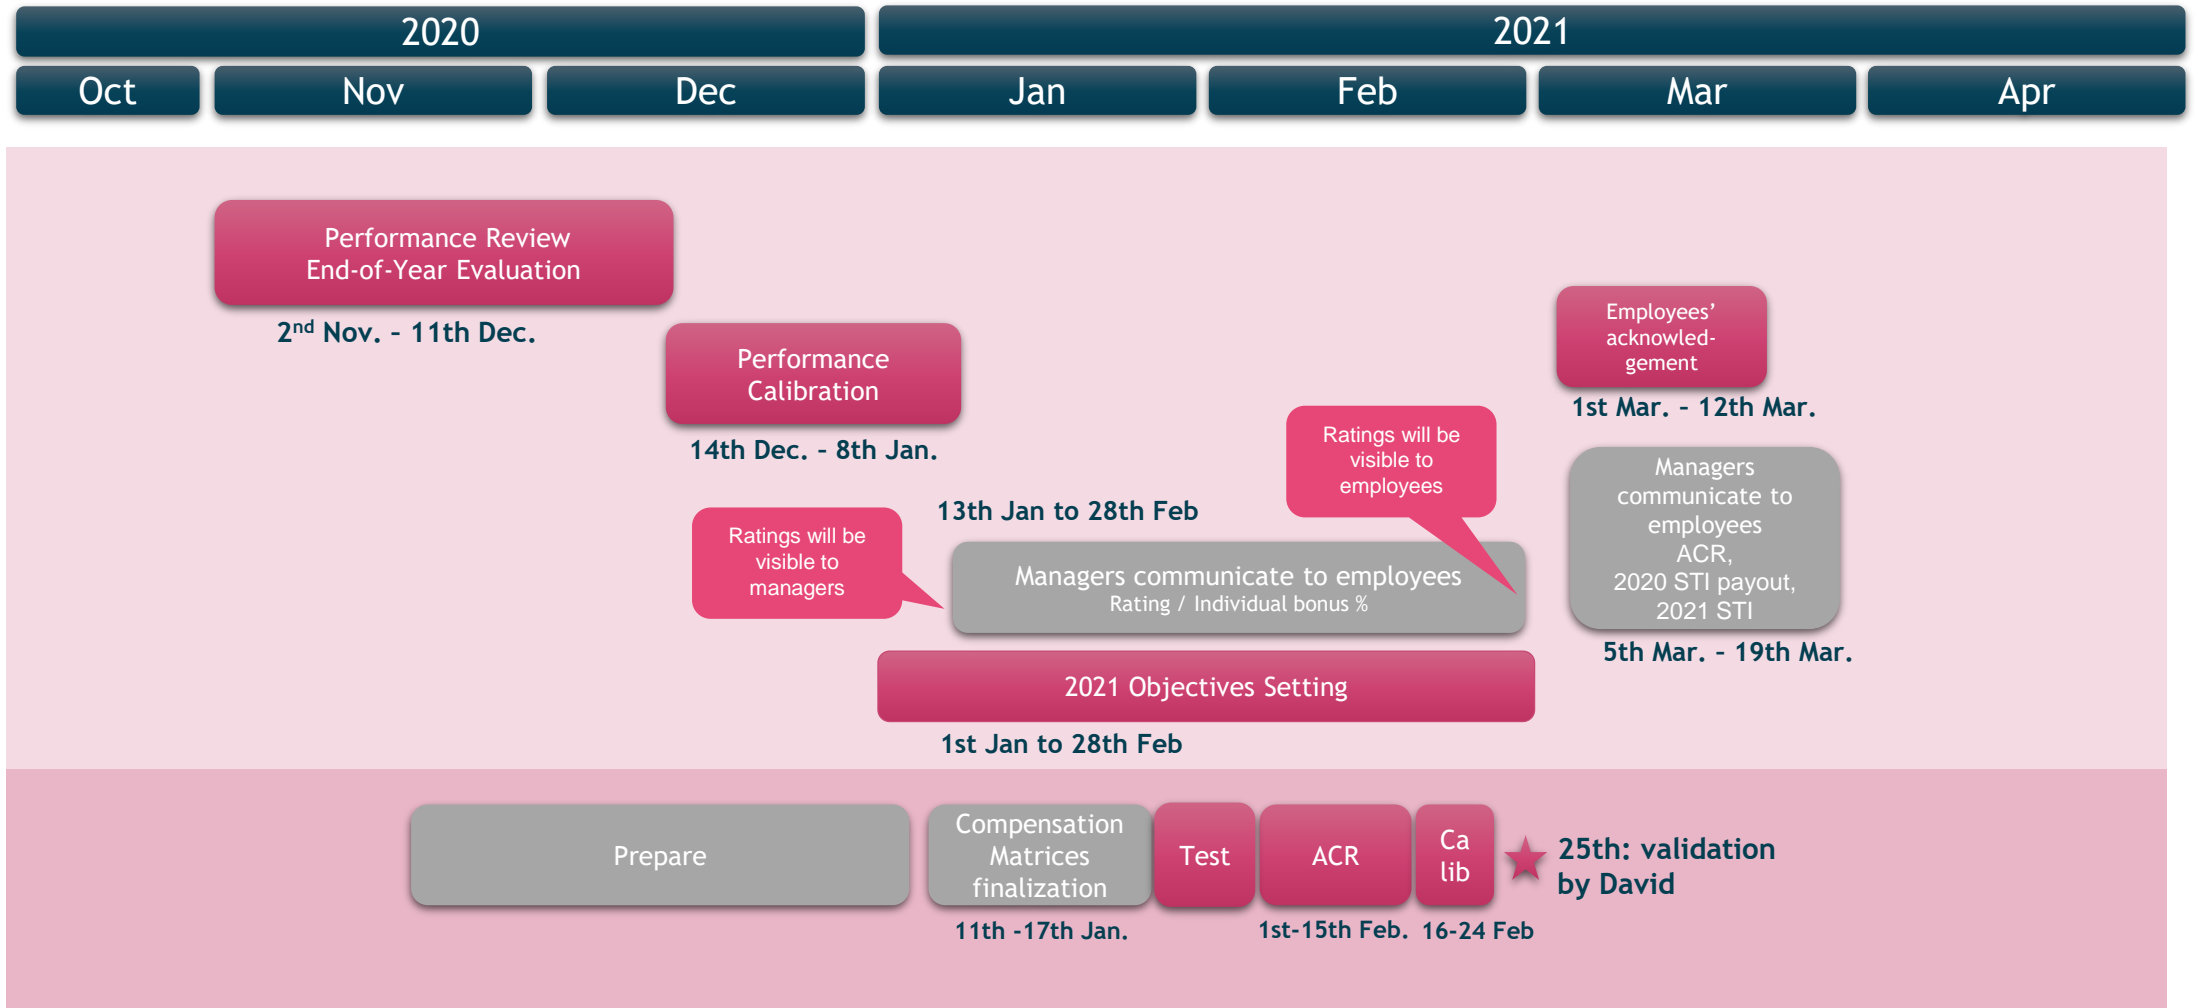 2020
2021
Oct
Nov
Dec
Jan
Feb
Mar
Apr
Performance Review
End-of-Year Evaluation
2nd Nov. – 11th Dec.
Performance
Calibration
14th Dec. – 8th Jan.
Employees’
acknowled-
gement
1st Mar. – 12th Mar.
Ratings will be
visible to
employees
Managers
communicate to
employees
ACR,
2020 STI payout,
2021 STI
5th Mar. – 19th Mar.
13th Jan to 28th Feb
Ratings will be
visible to
managers
Managers communicate to employees
Rating / Individual bonus %
2021 Objectives Setting
1st Jan to 28th Feb
Prepare
Compensation
Matrices
finalization
11th -17th Jan.
Test
ACR
1st-15th Feb.
Ca
lib
16-24 Feb
25th: validation
by David